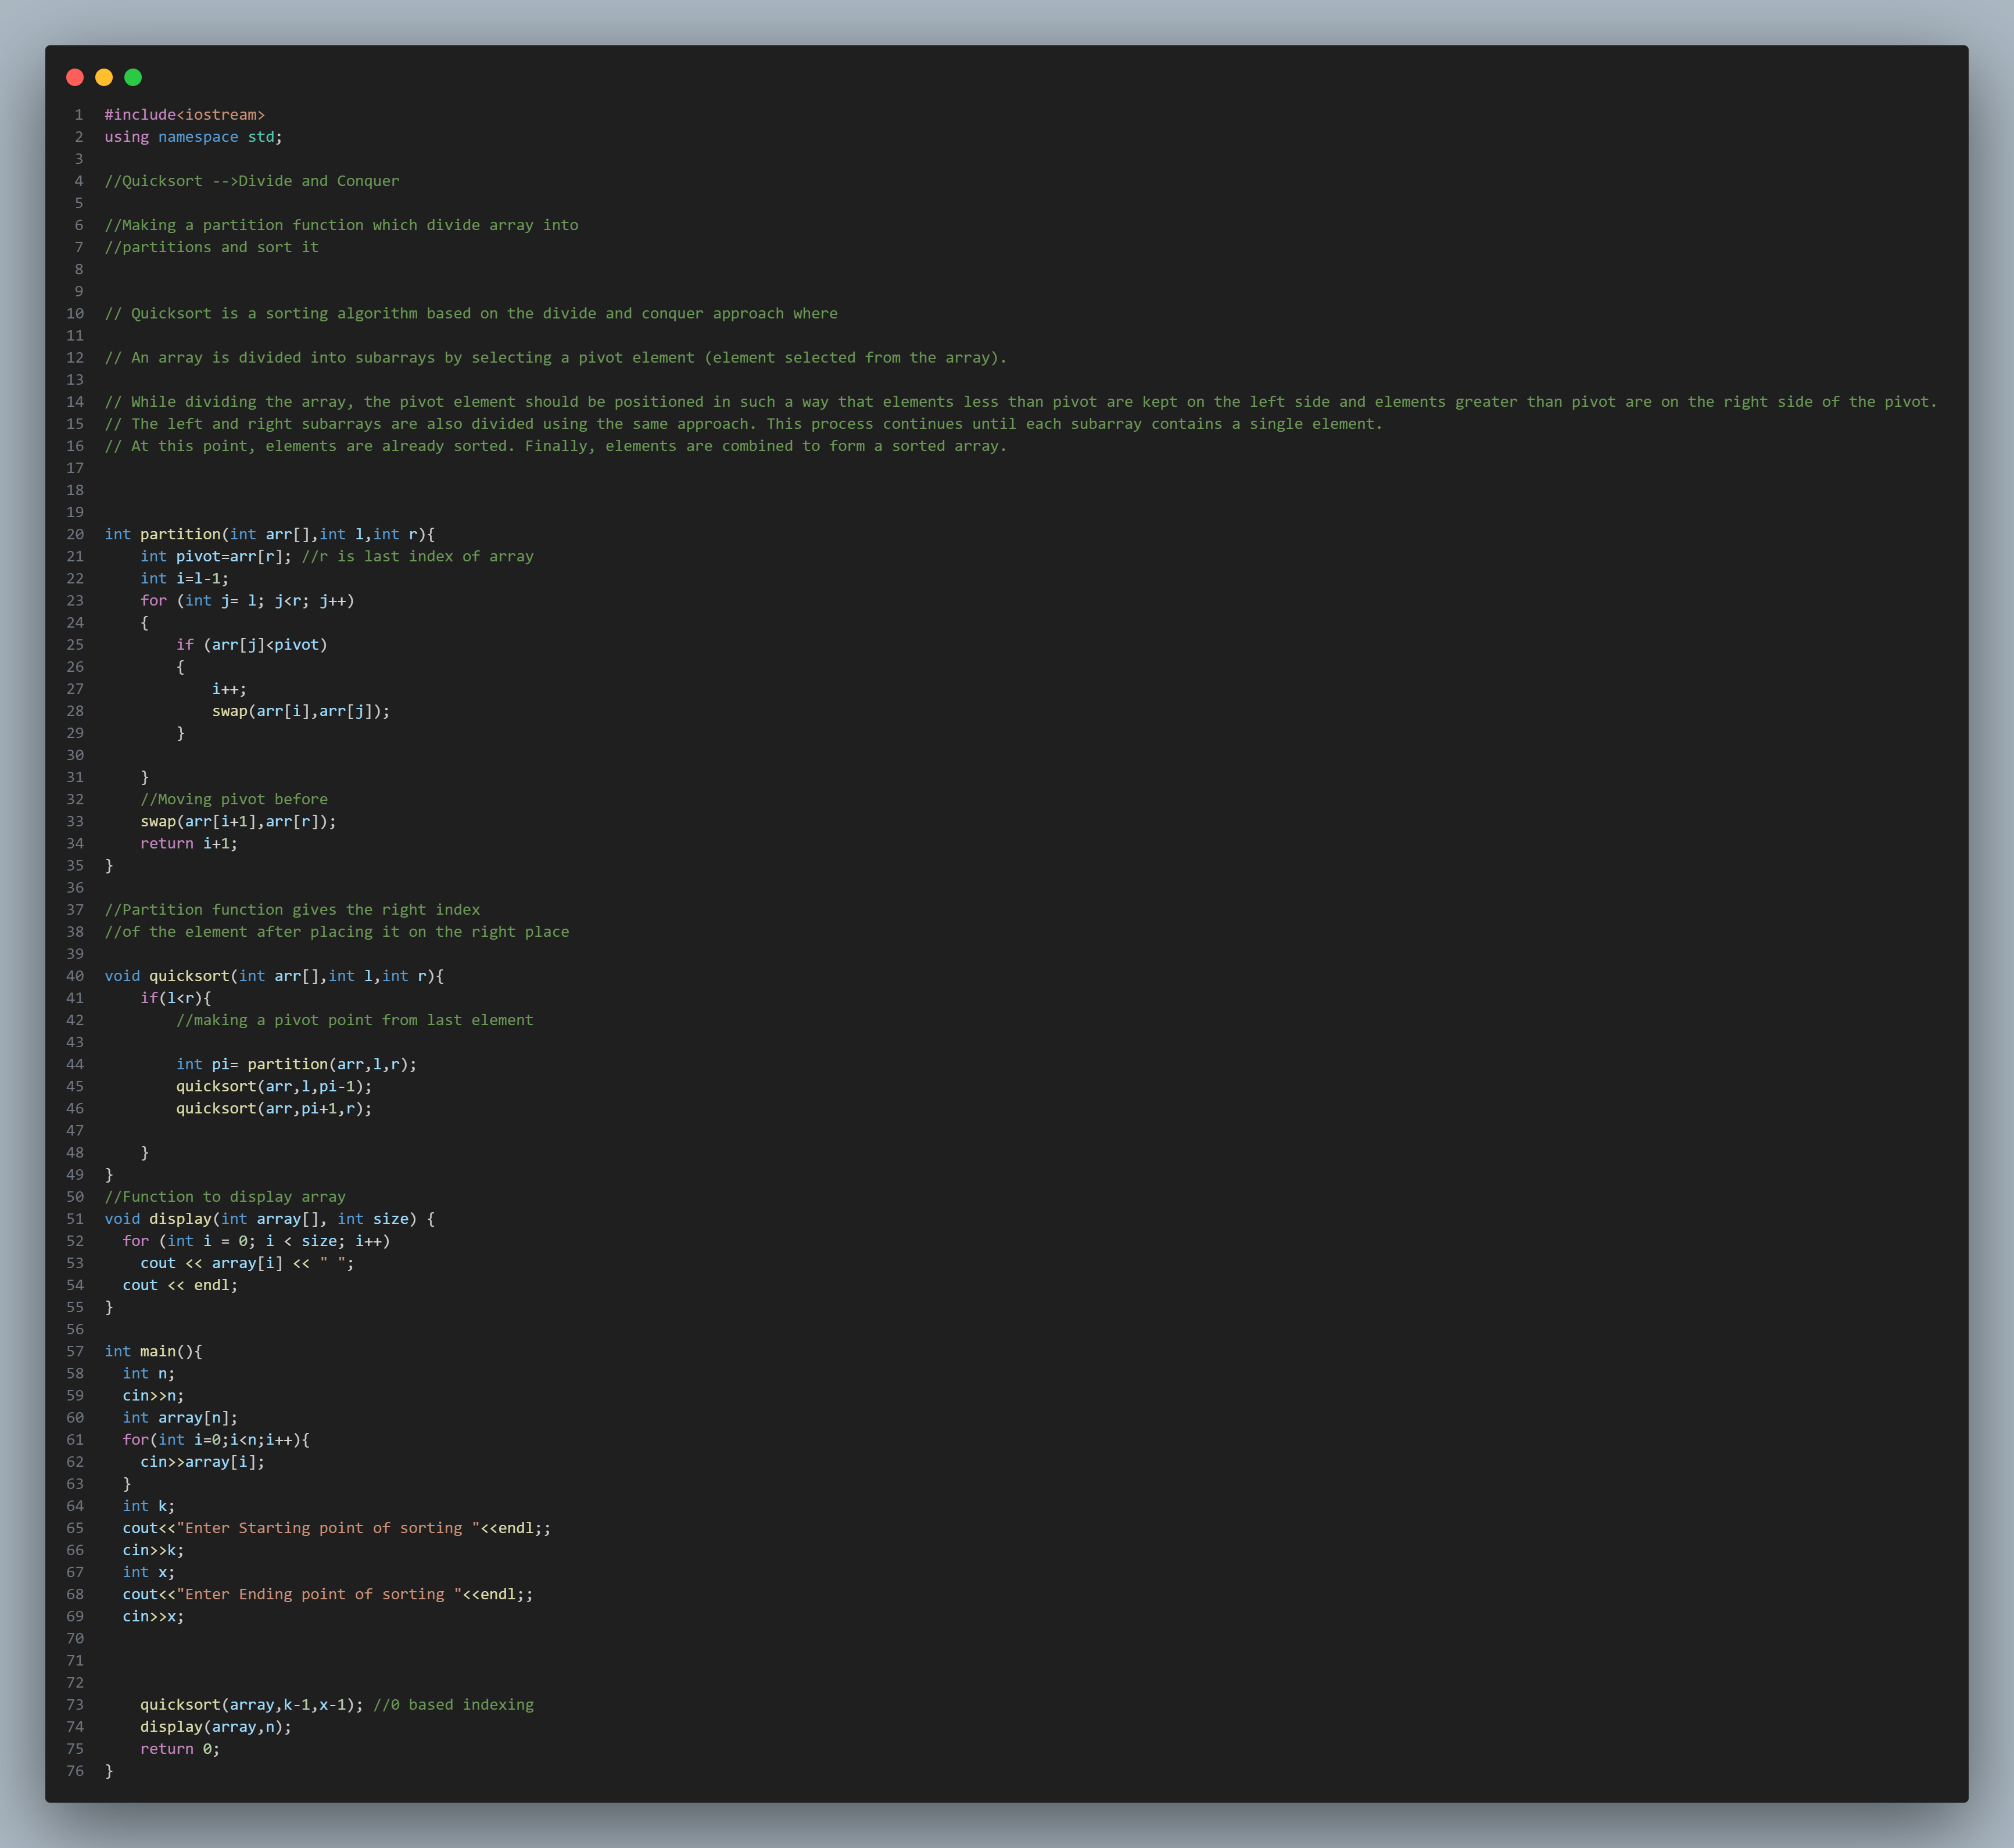 1 #include<iostream>
2 using namespace std;
3
4 //Quicksort -->Divide and Conquer
5
6 //Making a partition function which divide array into
7 //partitions and sort it
8
9
10 // Quicksort is a sorting algorithm based on the divide and conquer approach where
11
12 // An array is divided into subarrays by selecting a pivot element (element selected from the array).
13
14 // While dividing the array, the pivot element should be positioned in such a way that elements less than pivot are kept on the left side and elements greater than pivot are on the right side of the pivot.
15 // The left and right subarrays are also divided using the same approach. This process continues until each subarray contains a single element.
16 // At this point, elements are already sorted. Finally, elements are combined to form a sorted array.
17
18
19
20 int partition(int arr[],int l,int r){
21     int pivot=arr[r]; //r is last index of array
22     int i=l-1;
23     for (int j= l; j<r; j++)
24     {
25         if (arr[j]<pivot)
26         {
27             i++;
28             swap(arr[i],arr[j]);
29         }
30
31     }
32     //Moving pivot before
33     swap(arr[i+1],arr[r]);
34     return i+1;
35 }
36
37 //Partition function gives the right index
38 //of the element after placing it on the right place
39
40 void quicksort(int arr[],int l,int r){
41     if(l<r){
42         //making a pivot point from last element
43
44         int pi= partition(arr,l,r);
45         quicksort(arr,l,pi-1);
46         quicksort(arr,pi+1,r);
47
48     }
49 }
50 //Function to display array
51 void display(int array[], int size) {
52   for (int i = 0; i < size; i++)
53     cout << array[i] << " ";
54   cout << endl;
55 }
56
57 int main(){
58   int n;
59   cin>>n;
60   int array[n];
61   for(int i=0;i<n;i++){
62     cin>>array[i];
63   }
64   int k;
65   cout<<"Enter Starting point of sorting "<<endl;;
66   cin>>k;
67   int x;
68   cout<<"Enter Ending point of sorting "<<endl;;
69   cin>>x;
70
71
72
73     quicksort(array,k-1,x-1); //0 based indexing
74     display(array,n);
75     return 0;
76 }